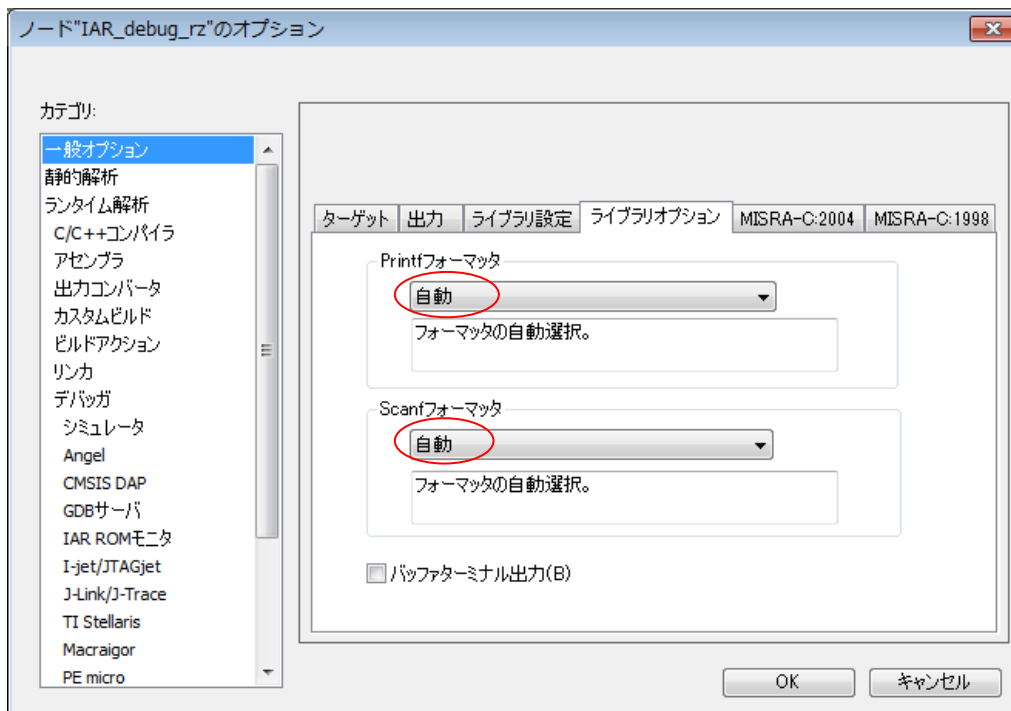 ノード"IAR_debug_rz"のオプション
カテゴリ:
一般オプション
静的解析
ランタイム解析
C/C++コンパイラ
アセンブラ
出力コンバータ
カスタムビルド
ビルドアクション
リンカ
デバッガ
シミュレータ
Angel
CMSIS DAP
GDBサーバ
IAR ROMモニタ
I-jet/JTAGjet
J-Link/J-Trace
TI Stellaris
Macraigor
PE micro
ターゲット 出力 ライブラリ設定 ライブラリオプション MISRA-C:2004 MISRA-C:1998
Printfフォーマッタ
自動
フォーマッタの自動選択。
Scanfフォーマッタ
自動
フォーマッタの自動選択。
バッファターミナル出力(B)
OK キャンセル